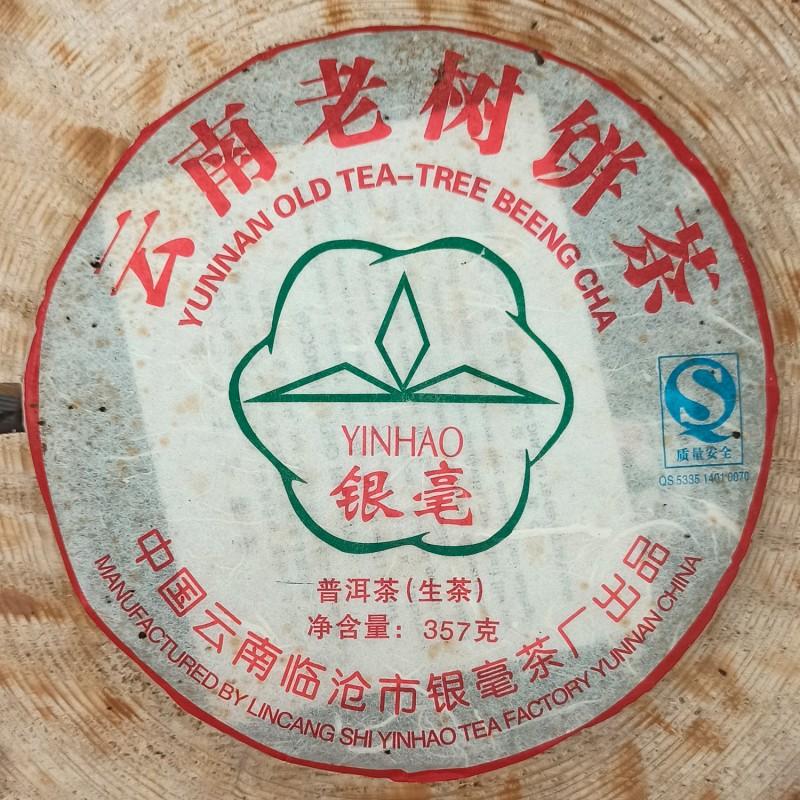 云南老树饼茶
YUNNAN OLD TEA-TREE BEENG CHA
S
质量安全
QS 5335 1401 0070
YINHAO
银毫
普洱茶(生茶)
净含量: 357克
中国云南临沧市银毫茶厂出品
MANUFACTURED BY LINCANG SHI YINHAO TEA FACTORY YUNNAN CHINA